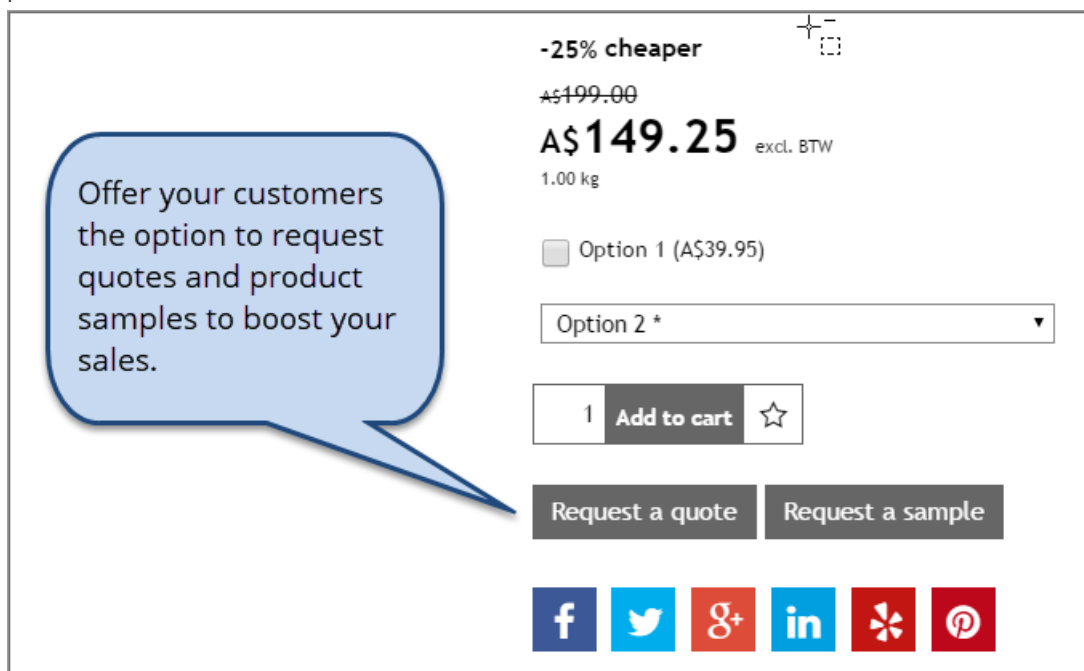 -25% cheaper
A$199.00
A$149.25 excl. BTW
1.00 kg
Offer your customers
the option to request
quotes and product
samples to boost your
sales.
Option 1 (A$39.95)
Option 2 *
1 Add to cart
Request a quote Request a sample
f g+ in